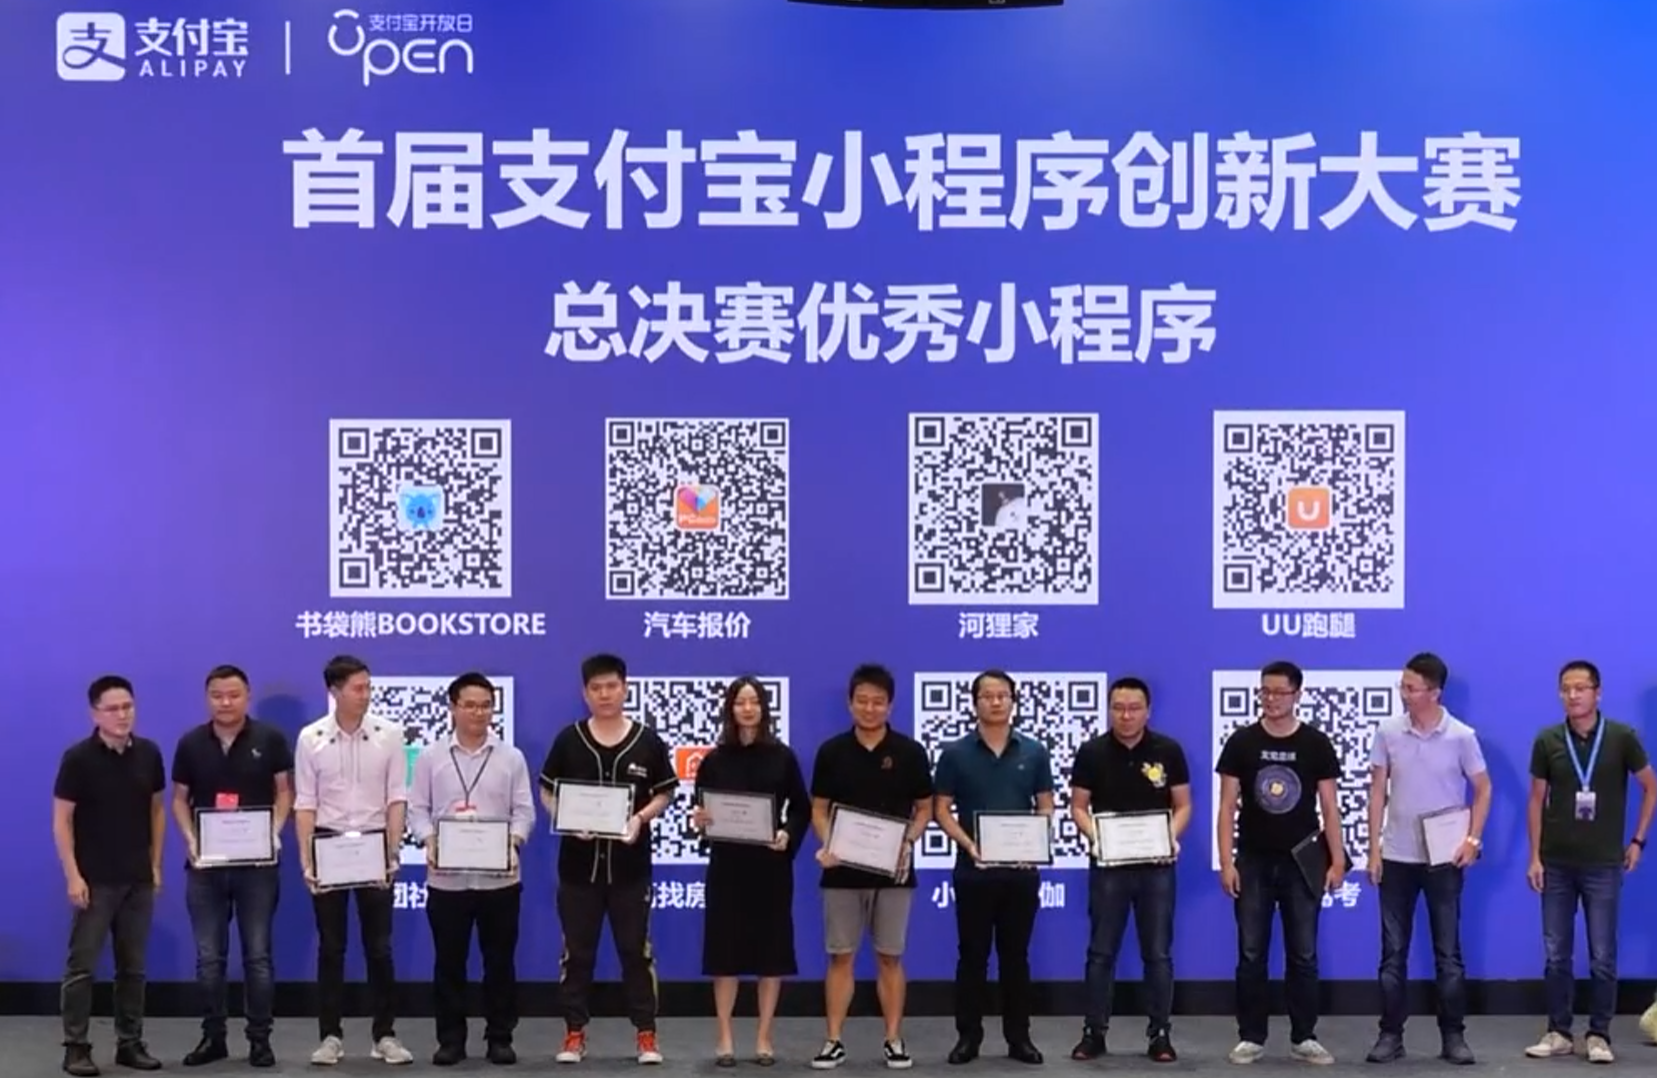 支付宝
ALIPAY
支付宝开放日
OPEN
首届支付宝小程序创新大赛
总决赛优秀小程序
书袋熊BOOKSTORE
汽车报价
河狸家
UU跑腿
团社
找房
小
伽
考